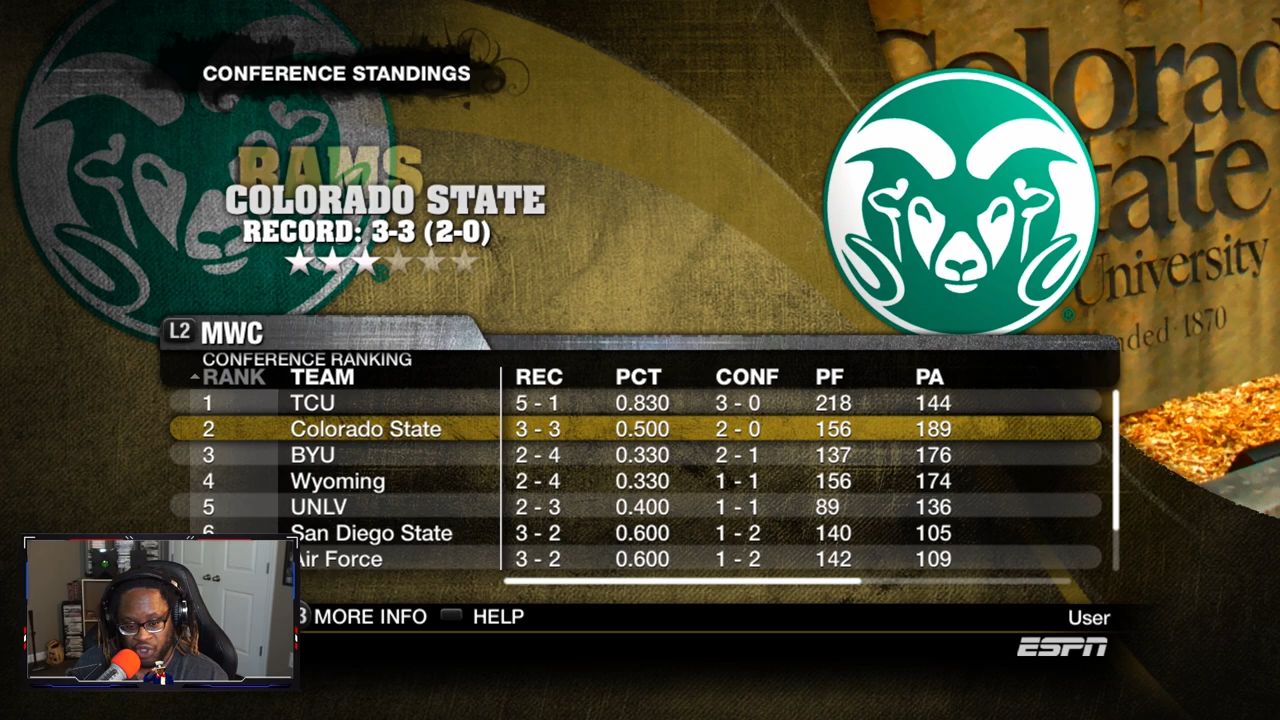 CONFERENCE STANDINGS
RAMS
COLORADO STATE
RECORD: 3-3 (2-0)
Colorado
State
University
nded 1870
L2 MWC
CONFERENCE RANKING
RANK TEAM REC PCT CONF PF PA
1 TCU 5 - 1 0.830 3 - 0 218 144
2 Colorado State 3 - 3 0.500 2 - 0 156 189
3 BYU 2 - 4 0.330 2 - 1 137 176
4 Wyoming 2 - 4 0.330 1 - 1 156 174
5 UNLV 2 - 3 0.400 1 - 1 89 136
6 San Diego State 3 - 2 0.600 1 - 2 140 105
Air Force 3 - 2 0.600 1 - 2 142 109
MORE INFO HELP
User
ESPN